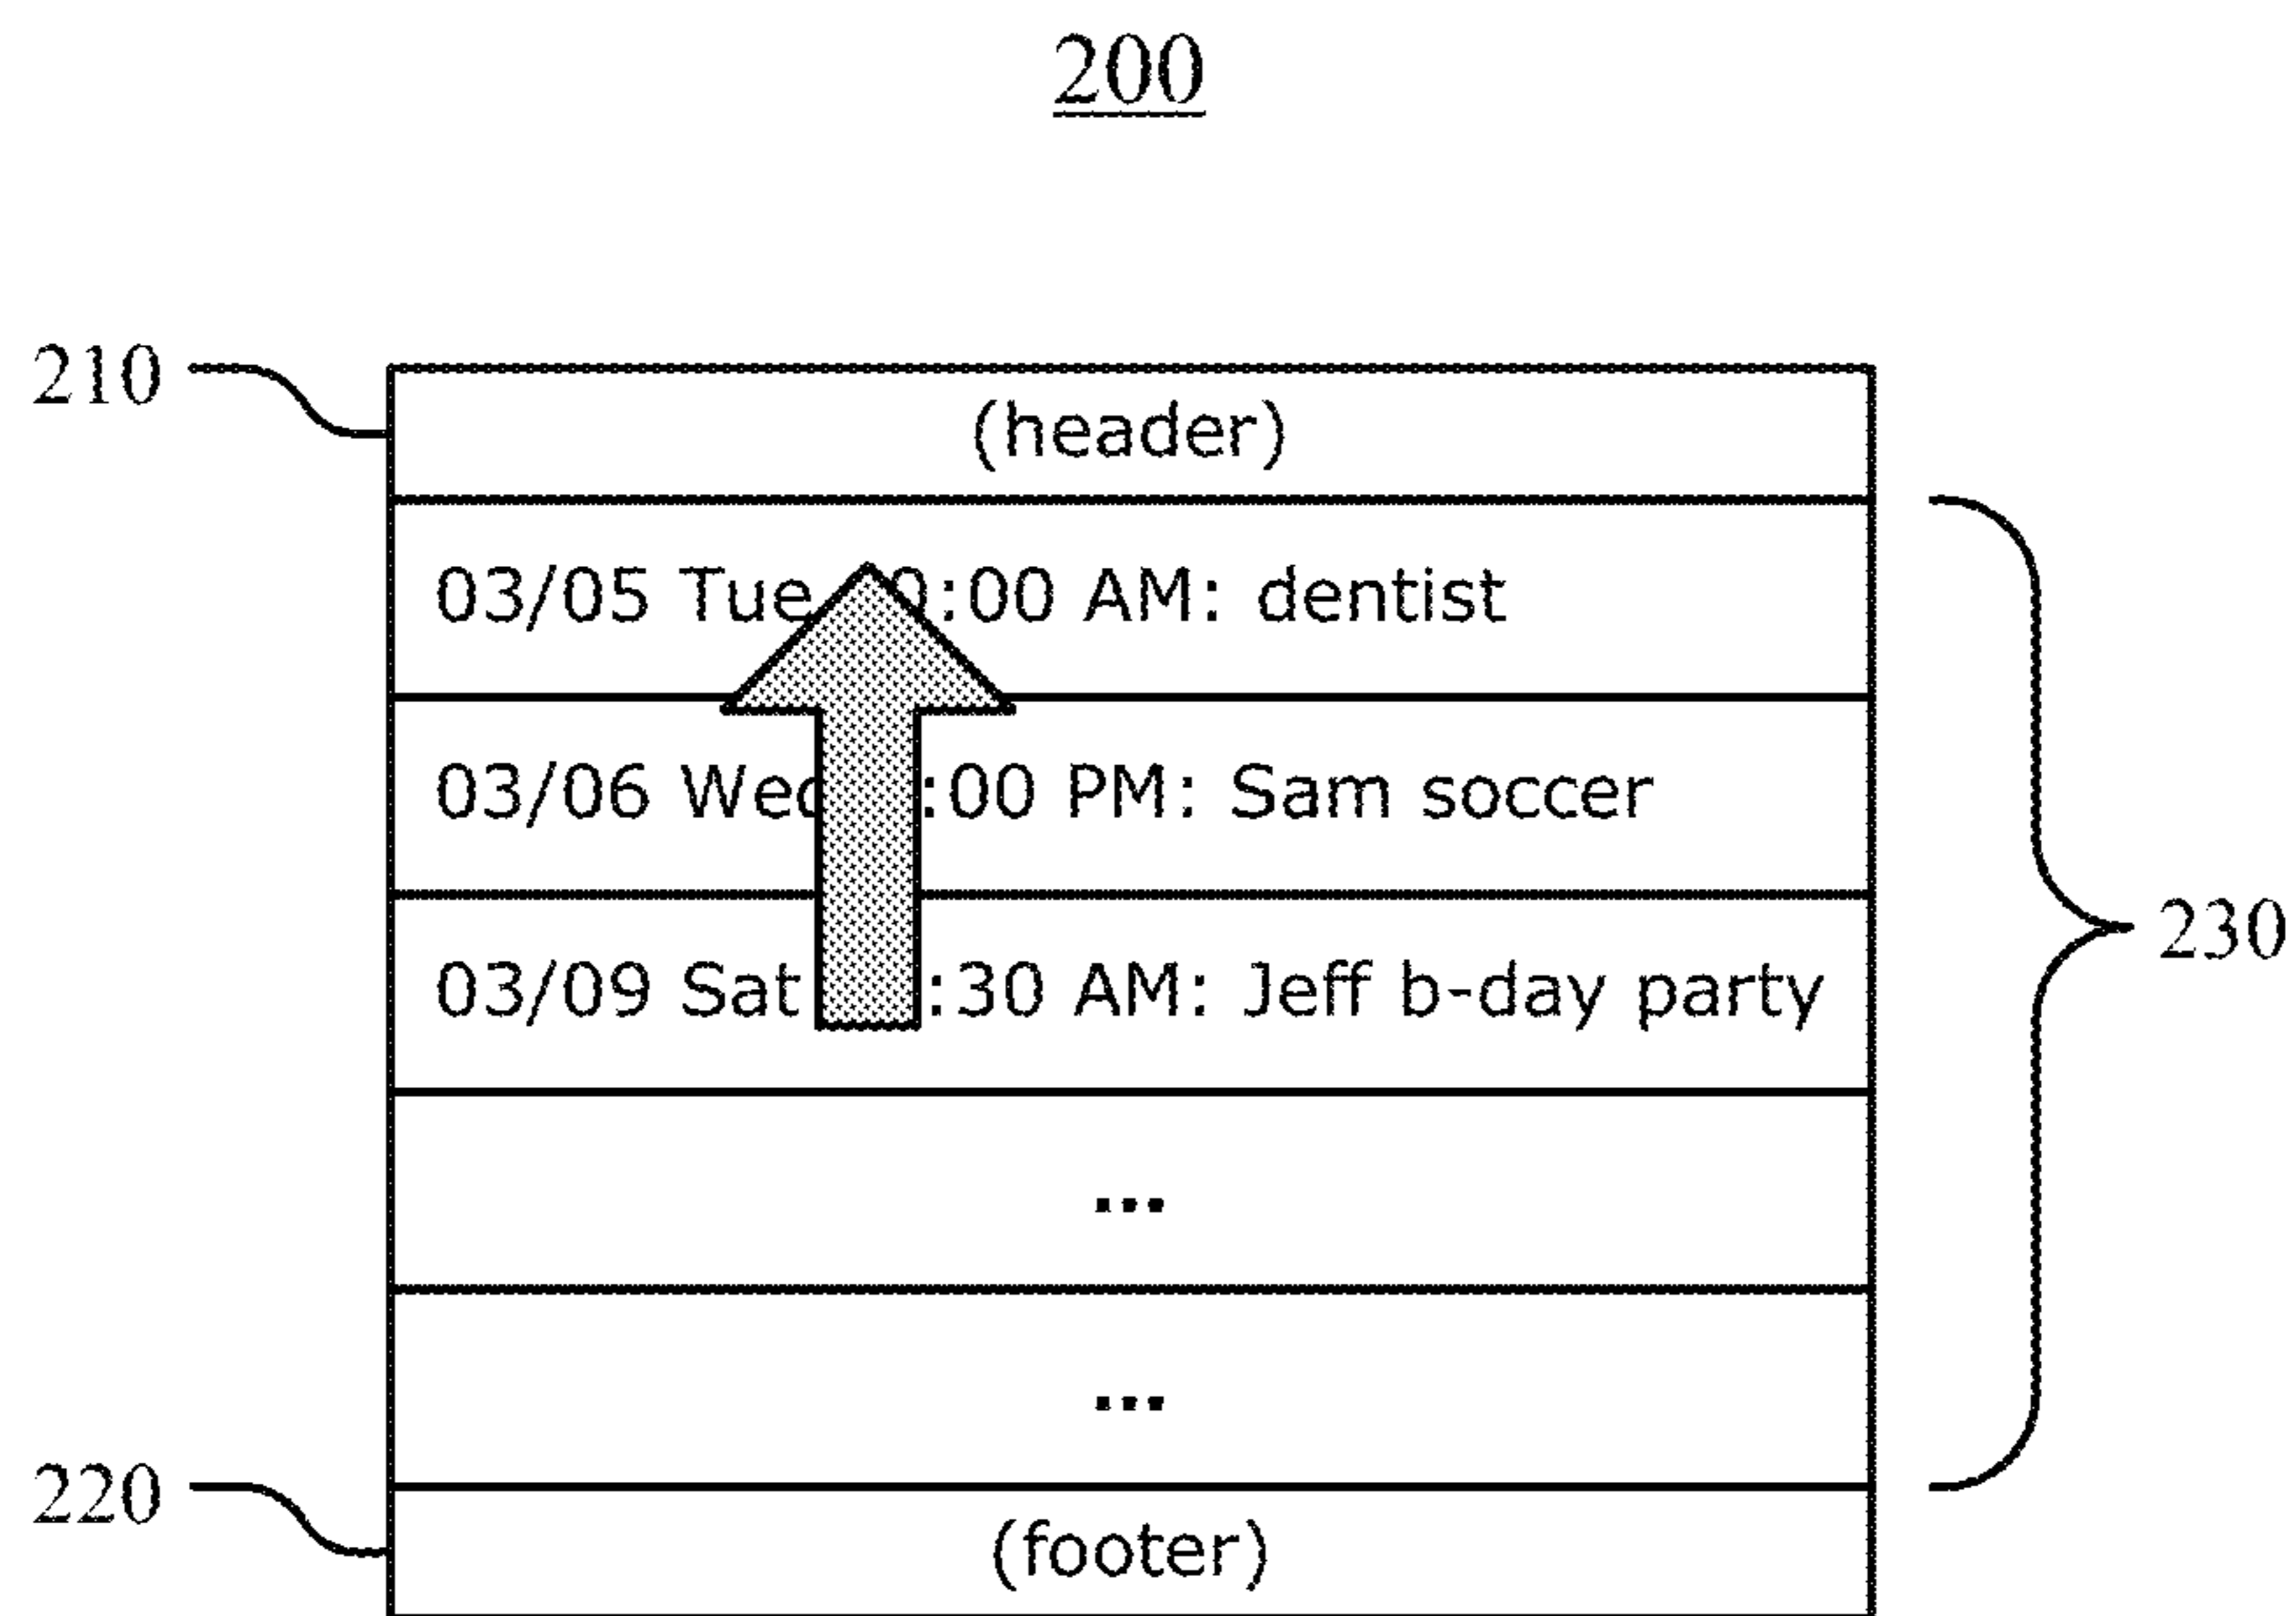 200
210
(header)
03/05 Tue :00 AM: dentist
03/06 Wed :00 PM: Sam soccer
03/09 Sat :30 AM: Jeff b-day party
230
...
...
220
(footer)